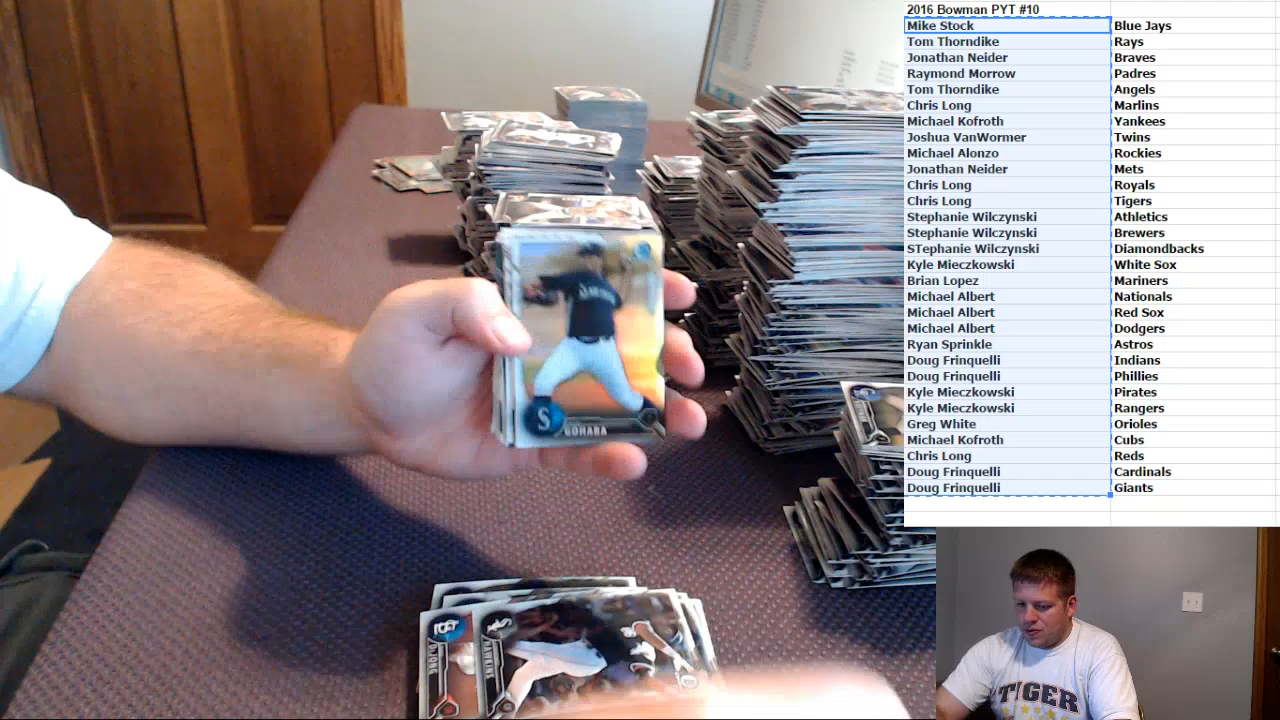 2016 Bowman PYT #10
Mike Stock Blue Jays
Tom Thorndike Rays
Jonathan Neider Braves
Raymond Morrow Padres
Tom Thorndike Angels
Chris Long Marlins
Michael Kofroth Yankees
Joshua VanWormer Twins
Michael Alonzo Rockies
Jonathan Neider Mets
Chris Long Royals
Chris Long Tigers
Stephanie Wilczynski Athletics
Stephanie Wilczynski Brewers
STephanie Wilczynski Diamondbacks
Kyle Mieczkowski White Sox
Brian Lopez Mariners
Michael Albert Nationals
Michael Albert Red Sox
Michael Albert Dodgers
Ryan Sprinkle Astros
Doug Frinquelli Indians
Doug Frinquelli Phillies
Kyle Mieczkowski Pirates
Kyle Mieczkowski Rangers
Greg White Orioles
Michael Kofroth Cubs
Chris Long Reds
Doug Frinquelli Cardinals
Doug Frinquelli Giants
S
GOHARA
TIGER